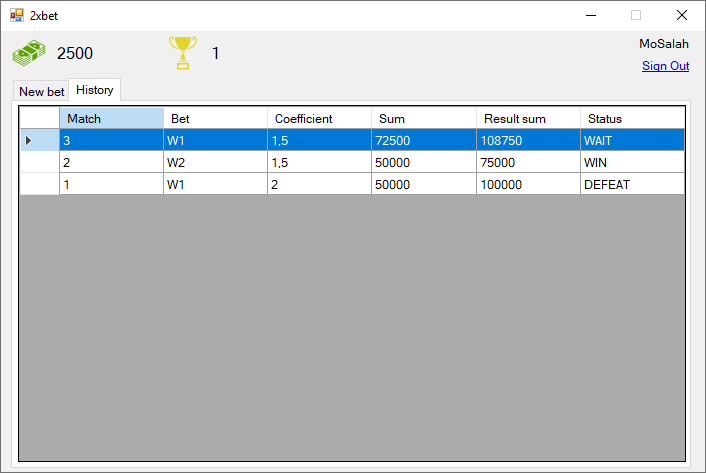 2xbet
2500 1 MoSalah
Sign Out
New bet History
Match Bet Coefficient Sum Result sum Status
3 W1 1,5 72500 108750 WAIT
2 W2 1,5 50000 75000 WIN
1 W1 2 50000 100000 DEFEAT